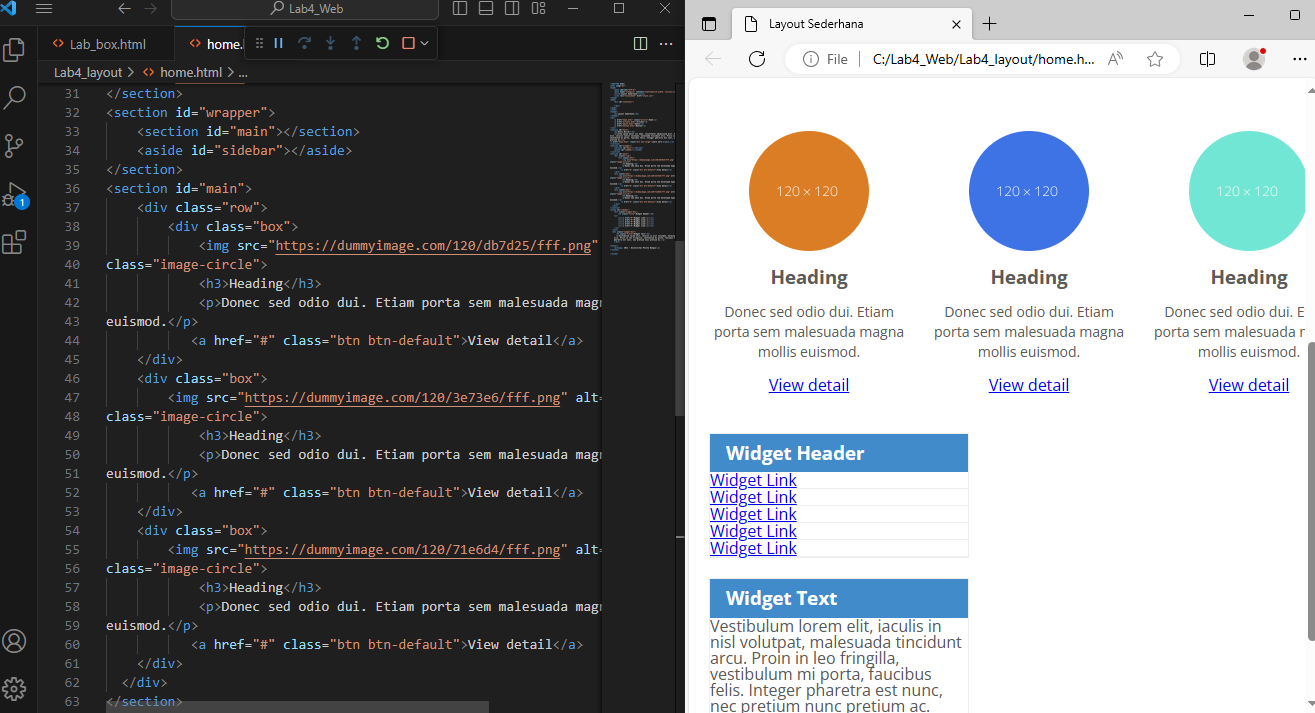 Lab4_Web
Lab_box.html
home.
Lab4_layout > home.html > ...
31 </section>
32 <section id="wrapper">
33 <section id="main"></section>
34 <aside id="sidebar"></aside>
35 </section>
36 <section id="main">
37 <div class="row">
38 <div class="box">
39 <img src="https://dummyimage.com/120/db7d25/fff.png"
40 class="image-circle">
41 <h3>Heading</h3>
42 <p>Donec sed odio dui. Etiam porta sem malesuada magn
43 euismod.</p>
44 <a href="#" class="btn btn-default">View detail</a>
45 </div>
46 <div class="box">
47 <img src="https://dummyimage.com/120/3e73e6/fff.png" alt=
48 class="image-circle">
49 <h3>Heading</h3>
50 <p>Donec sed odio dui. Etiam porta sem malesuada magn
51 euismod.</p>
52 <a href="#" class="btn btn-default">View detail</a>
53 </div>
54 <div class="box">
55 <img src="https://dummyimage.com/120/71e6d4/fff.png" alt=
56 class="image-circle">
57 <h3>Heading</h3>
58 <p>Donec sed odio dui. Etiam porta sem malesuada magn
59 euismod.</p>
60 <a href="#" class="btn btn-default">View detail</a>
61 </div>
62 </div>
63 </section>
1
Layout Sederhana
File | C:/Lab4_Web/Lab4_layout/home.h...
120 × 120
Heading
Donec sed odio dui. Etiam
porta sem malesuada magna
mollis euismod.
View detail
120 × 120
Heading
Donec sed odio dui. Etiam
porta sem malesuada magna
mollis euismod.
View detail
120 × 120
Heading
Donec sed odio dui. E
porta sem malesuada r
mollis euismod.
View detail
Widget Header
Widget Link
Widget Link
Widget Link
Widget Link
Widget Link
Widget Text
Vestibulum lorem elit, iaculis in
nisl volutpat, malesuada tincidunt
arcu. Proin in leo fringilla,
vestibulum mi porta, faucibus
felis. Integer pharetra est nunc,
nec pretium nunc pretium ac.